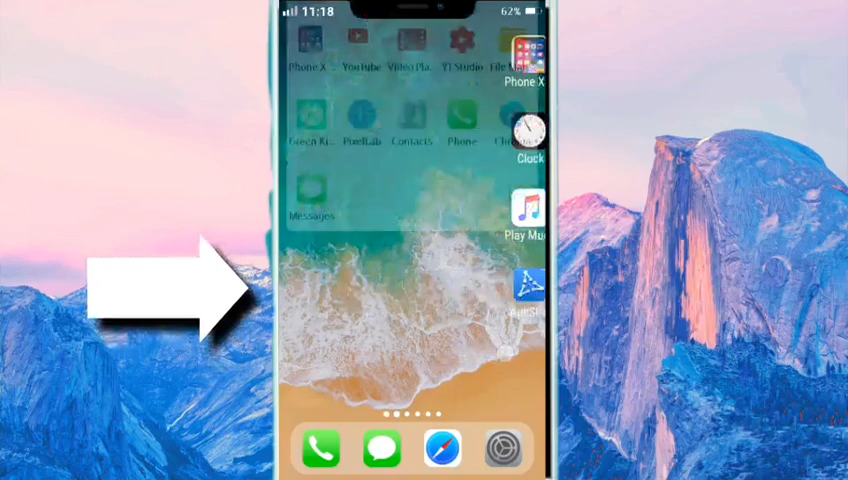 11:18
62%
Phone X...
YouTube
Video Pla...
YT Studio
File Man
Phone X
Green Ki...
PixelLab
Contacts
Phone
Clock
Messages
Play Mu